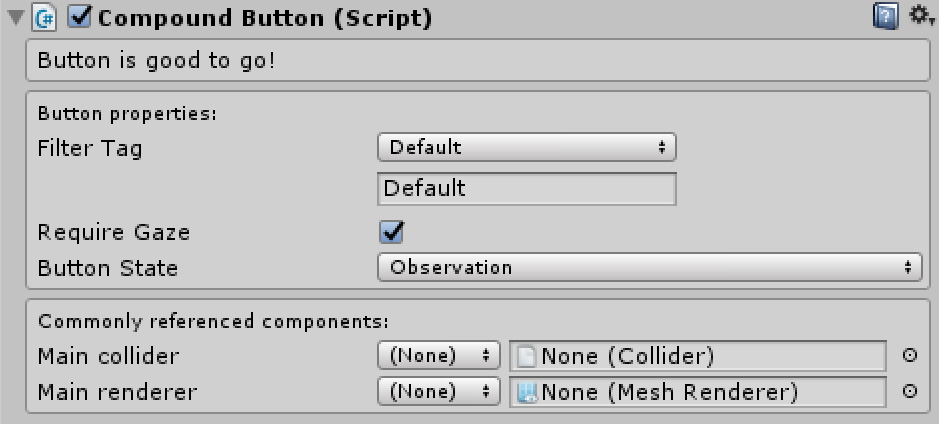 Compound Button (Script)
Button is good to go!
Button properties:
Filter Tag Default
Default
Require Gaze
Button State Observation
Commonly referenced components:
Main collider (None) None (Collider)
Main renderer (None) None (Mesh Renderer)